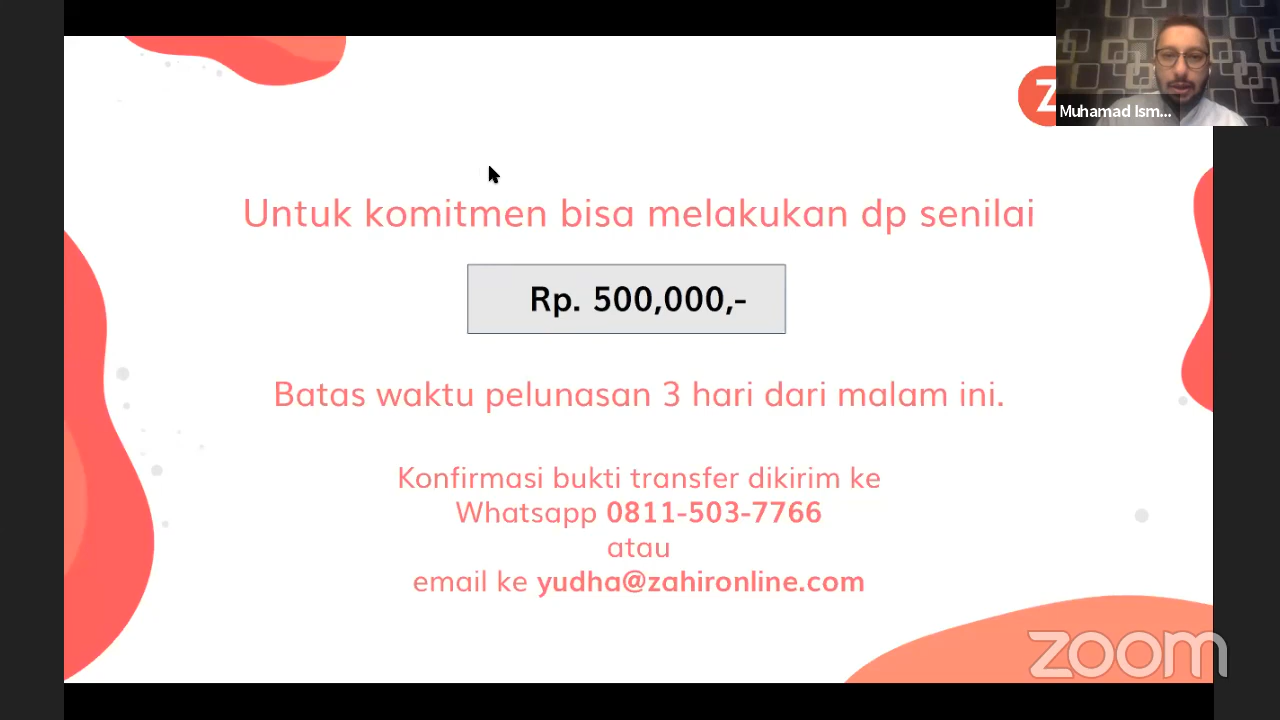 Z
Muhamad Ism...
Untuk komitmen bisa melakukan dp senilai
Rp. 500,000,-
Batas waktu pelunasan 3 hari dari malam ini.
Konfirmasi bukti transfer dikirim ke
Whatsapp 0811-503-7766
atau
email ke yudha@zahironline.com
zoom